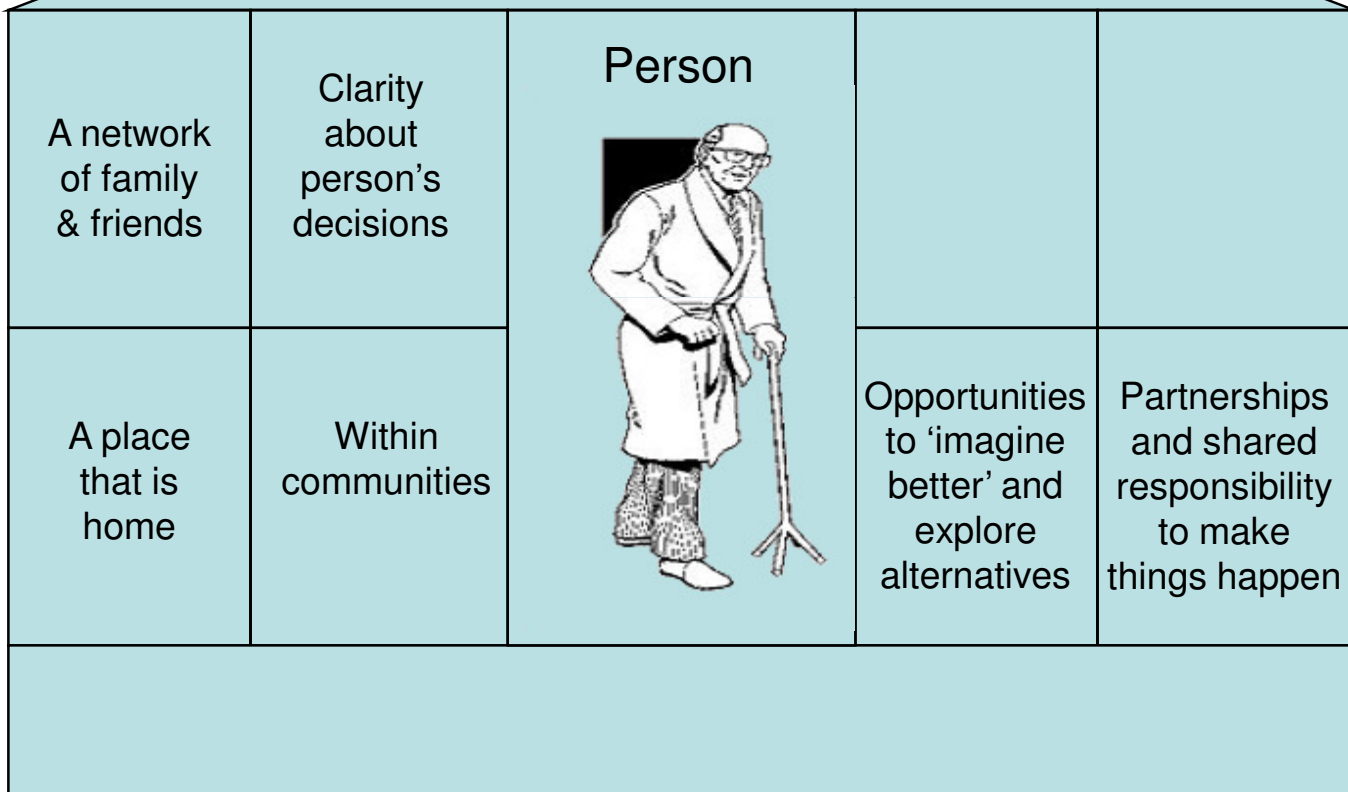 A network
of family
& friends
Clarity
about
person’s
decisions
Person
A place
that is
home
Within
communities
Opportunities
to ‘imagine
better’ and
explore
alternatives
Partnerships
and shared
responsibility
to make
things happen